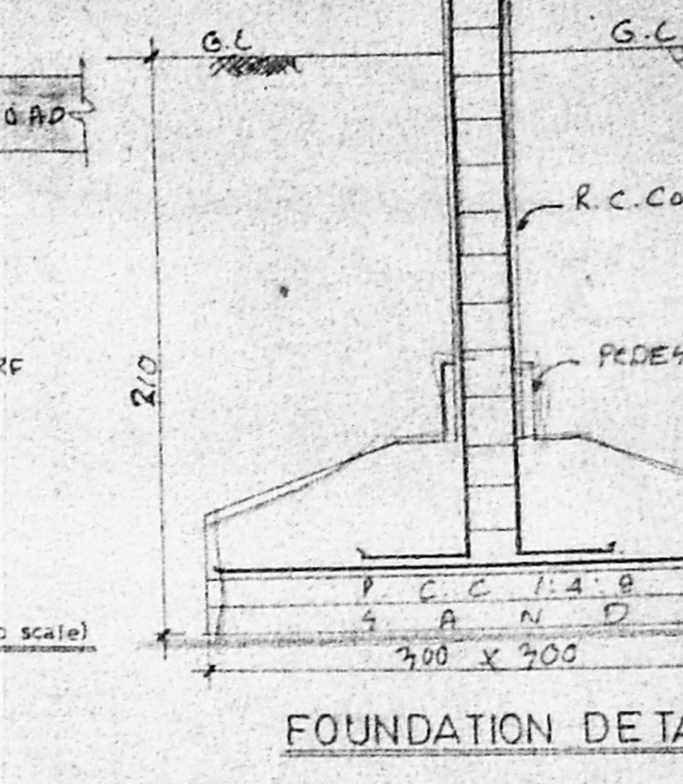 G.L
G.L
OAD
R.C.Co
RF
PEDES
210
P. C. C 1:4:8
S A N D
o scale)
300 x 300
FOUNDATION DETA